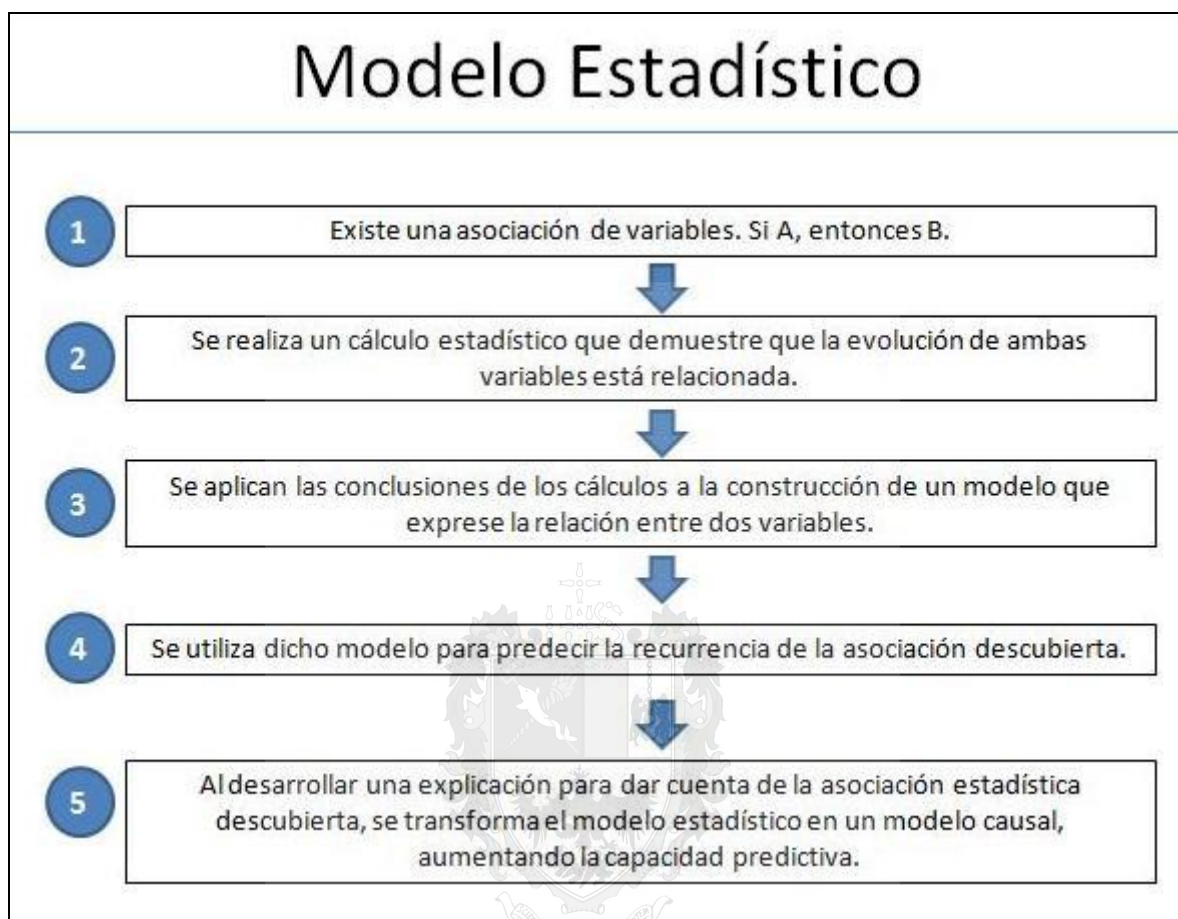 Modelo Estadístico
1
Existe una asociación de variables. Si A, entonces B.
2
Se realiza un cálculo estadístico que demuestre que la evolución de ambas
variables está relacionada.
3
Se aplican las conclusiones de los cálculos a la construcción de un modelo que
exprese la relación entre dos variables.
4
Se utiliza dicho modelo para predecir la recurrencia de la asociación descubierta.
5
Al desarrollar una explicación para dar cuenta de la asociación estadística
descubierta, se transforma el modelo estadístico en un modelo causal,
aumentando la capacidad predictiva.